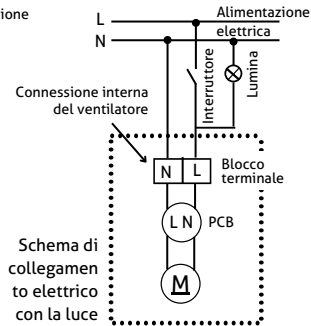 ione
L
Alimentazione
elettrica
N
Interruttore
Lumina
Connessione interna
del ventilatore
N L
Blocco
terminale
L N
PCB
M
Schema di
collegamen
to elettrico
con la luce